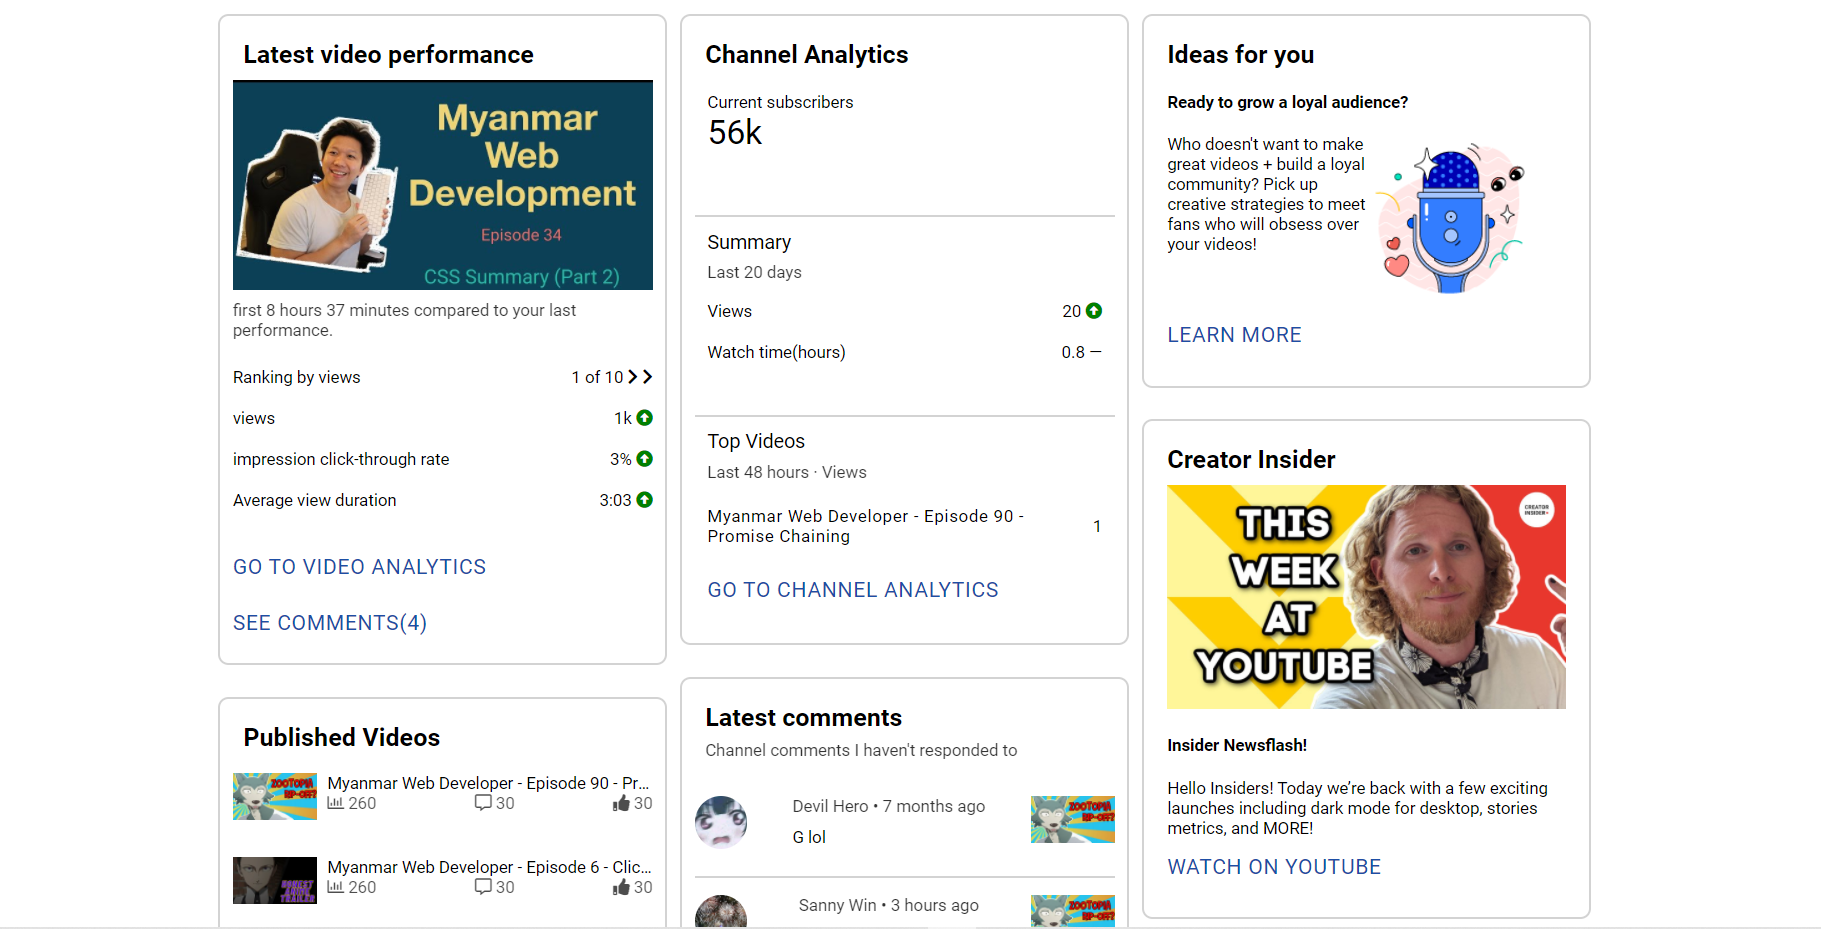 Latest video performance
Myanmar
Web
Development
Episode 34
CSS Summary (Part 2)
first 8 hours 37 minutes compared to your last
performance.
Ranking by views 1 of 10
views 1k
impression click-through rate 3%
Average view duration 3:03
GO TO VIDEO ANALYTICS
SEE COMMENTS(4)
Published Videos
ZOOTOPIA
RIP-OFF?
Myanmar Web Developer - Episode 90 - Pr...
260 30 30
Myanmar Web Developer - Episode 6 - Clic...
260 30 30
Channel Analytics
Current subscribers
56k
Summary
Last 20 days
Views 20
Watch time(hours) 0.8 –
Top Videos
Last 48 hours · Views
Myanmar Web Developer - Episode 90 -
Promise Chaining
1
GO TO CHANNEL ANALYTICS
Latest comments
Channel comments I haven't responded to
Devil Hero • 7 months ago
G lol
ZOOTOPIA
RIP-OFF?
Sanny Win • 3 hours ago
ZOOTOPIA
RIP-OFF?
Ideas for you
Ready to grow a loyal audience?
Who doesn't want to make
great videos + build a loyal
community? Pick up
creative strategies to meet
fans who will obsess over
your videos!
LEARN MORE
Creator Insider
THIS
WEEK
AT
YOUTUBE
CREATOR
INSIDER
Insider Newsflash!
Hello Insiders! Today we’re back with a few exciting
launches including dark mode for desktop, stories
metrics, and MORE!
WATCH ON YOUTUBE